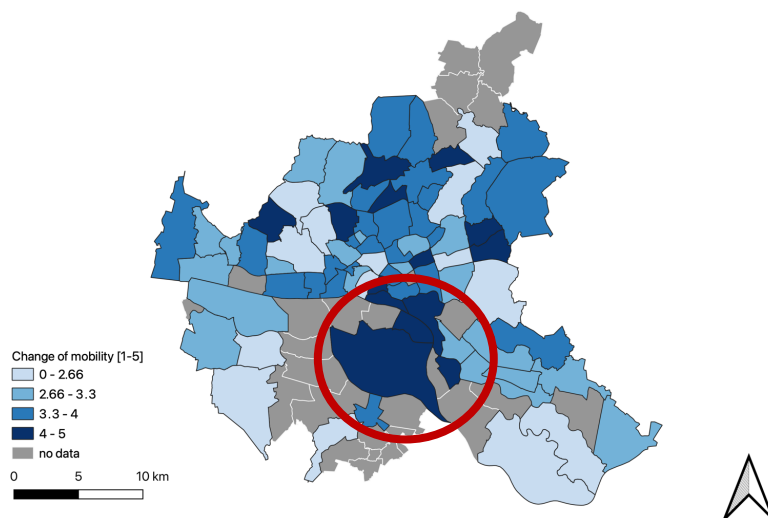 Change of mobility [1-5]
0 - 2.66
2.66 - 3.3
3.3 - 4
4 - 5
no data
0 5 10 km